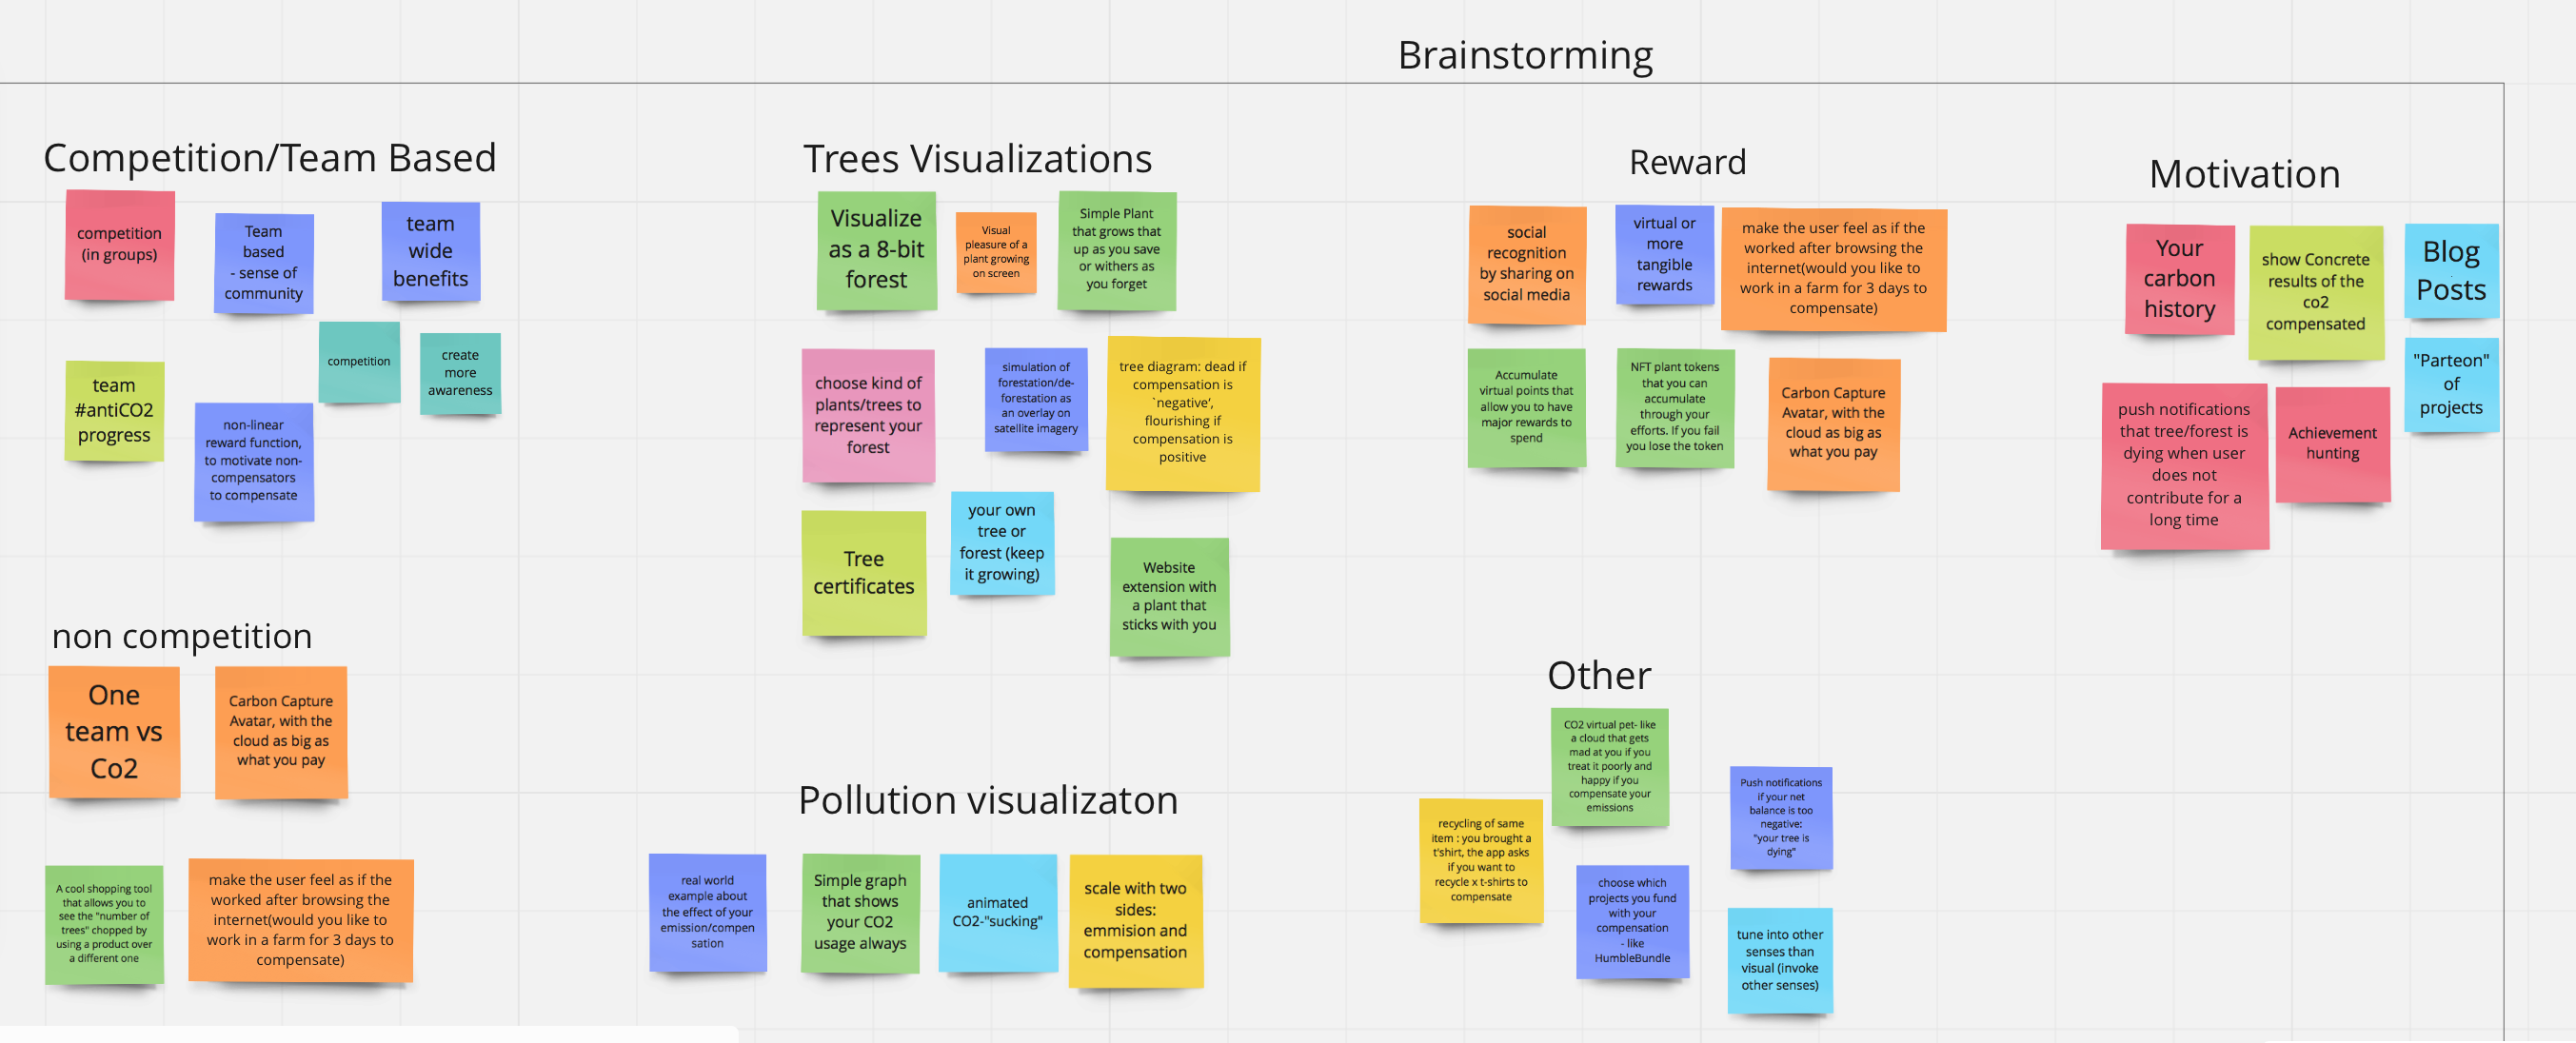 Brainstorming
Competition/Team Based
competition
(in groups)
Team
based
- sense of
community
team
wide
benefits
team
#antiCO2
progress
non-linear
reward function,
to motivate non-
compensators
to compensate
competition
create
more
awareness
non competition
One
team vs
Co2
Carbon Capture
Avatar, with the
cloud as big as
what you pay
A cool shopping tool
that allows you to
see the "number of
trees" chopped by
using a product over
a different one
make the user feel as if the
worked after browsing the
internet(would you like to
work in a farm for 3 days to
compensate)
Trees Visualizations
Visualize
as a 8-bit
forest
Visual
pleasure of a
plant growing
on screen
Simple Plant
that grows that
up as you save
or withers as
you forget
choose kind of
plants/trees to
represent your
forest
simulation of
forestation/de-
forestation as
an overlay on
satellite imagery
tree diagram: dead if
compensation is
`negative‘,
flourishing if
compensation is
positive
Tree
certificates
your own
tree or
forest (keep
it growing)
Website
extension with
a plant that
sticks with you
Pollution visualizaton
real world
example about
the effect of your
emission/compen
sation
Simple graph
that shows
your CO2
usage always
animated
CO2-"sucking"
scale with two
sides:
emmision and
compensation
Reward
social
recognition
by sharing on
social media
virtual or
more
tangible
rewards
make the user feel as if the
worked after browsing the
internet(would you like to
work in a farm for 3 days to
compensate)
Accumulate
virtual points that
allow you to have
major rewards to
spend
NFT plant tokens
that you can
accumulate
through your
efforts. If you fail
you lose the token
Carbon Capture
Avatar, with the
cloud as big as
what you pay
Other
CO2 virtual pet- like
a cloud that gets
mad at you if you
treat it poorly and
happy if you
compensate your
emissions
recycling of same
item : you brought a
t'shirt, the app asks
if you want to
recycle x t-shirts to
compensate
Push notifications
if your net
balance is too
negative:
"your tree is
dying"
choose which
projects you fund
with your
compensation
- like
HumbleBundle
tune into other
senses than
visual (invoke
other senses)
Motivation
Your
carbon
history
show Concrete
results of the
co2
compensated
Blog
Posts
"Parteon"
of
projects
push notifications
that tree/forest is
dying when user
does not
contribute for a
long time
Achievement
hunting